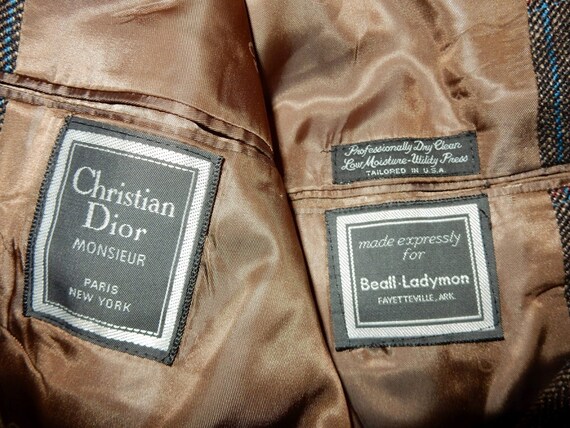 Christian
Dior
MONSIEUR
PARIS
NEW YORK
Professionally Dry Clean
Low Moisture-Utility Press
TAILORED IN U.S.A.
made expressly
for
Beall-Ladymon
FAYETTEVILLE, ARK.